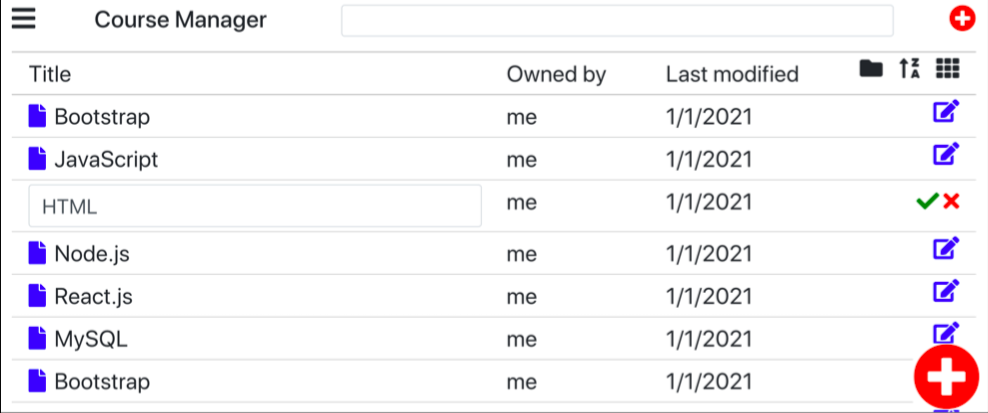 Course Manager
Title Owned by Last modified
Bootstrap me 1/1/2021
JavaScript me 1/1/2021
HTML me 1/1/2021
Node.js me 1/1/2021
React.js me 1/1/2021
MySQL me 1/1/2021
Bootstrap me 1/1/2021